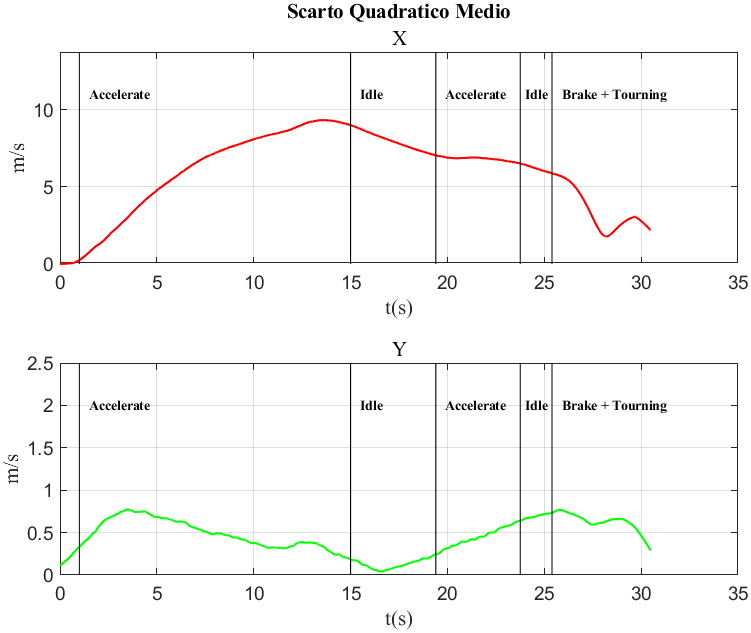 Scarto Quadratico Medio
X
m/s
10
5
0
Accelerate Idle Accelerate Idle Brake + Tourning
0 5 10 15 20 25 30 35
t(s)
Y
m/s
2.5
2
1.5
1
0.5
0
Accelerate Idle Accelerate Idle Brake + Tourning
0 5 10 15 20 25 30 35
t(s)